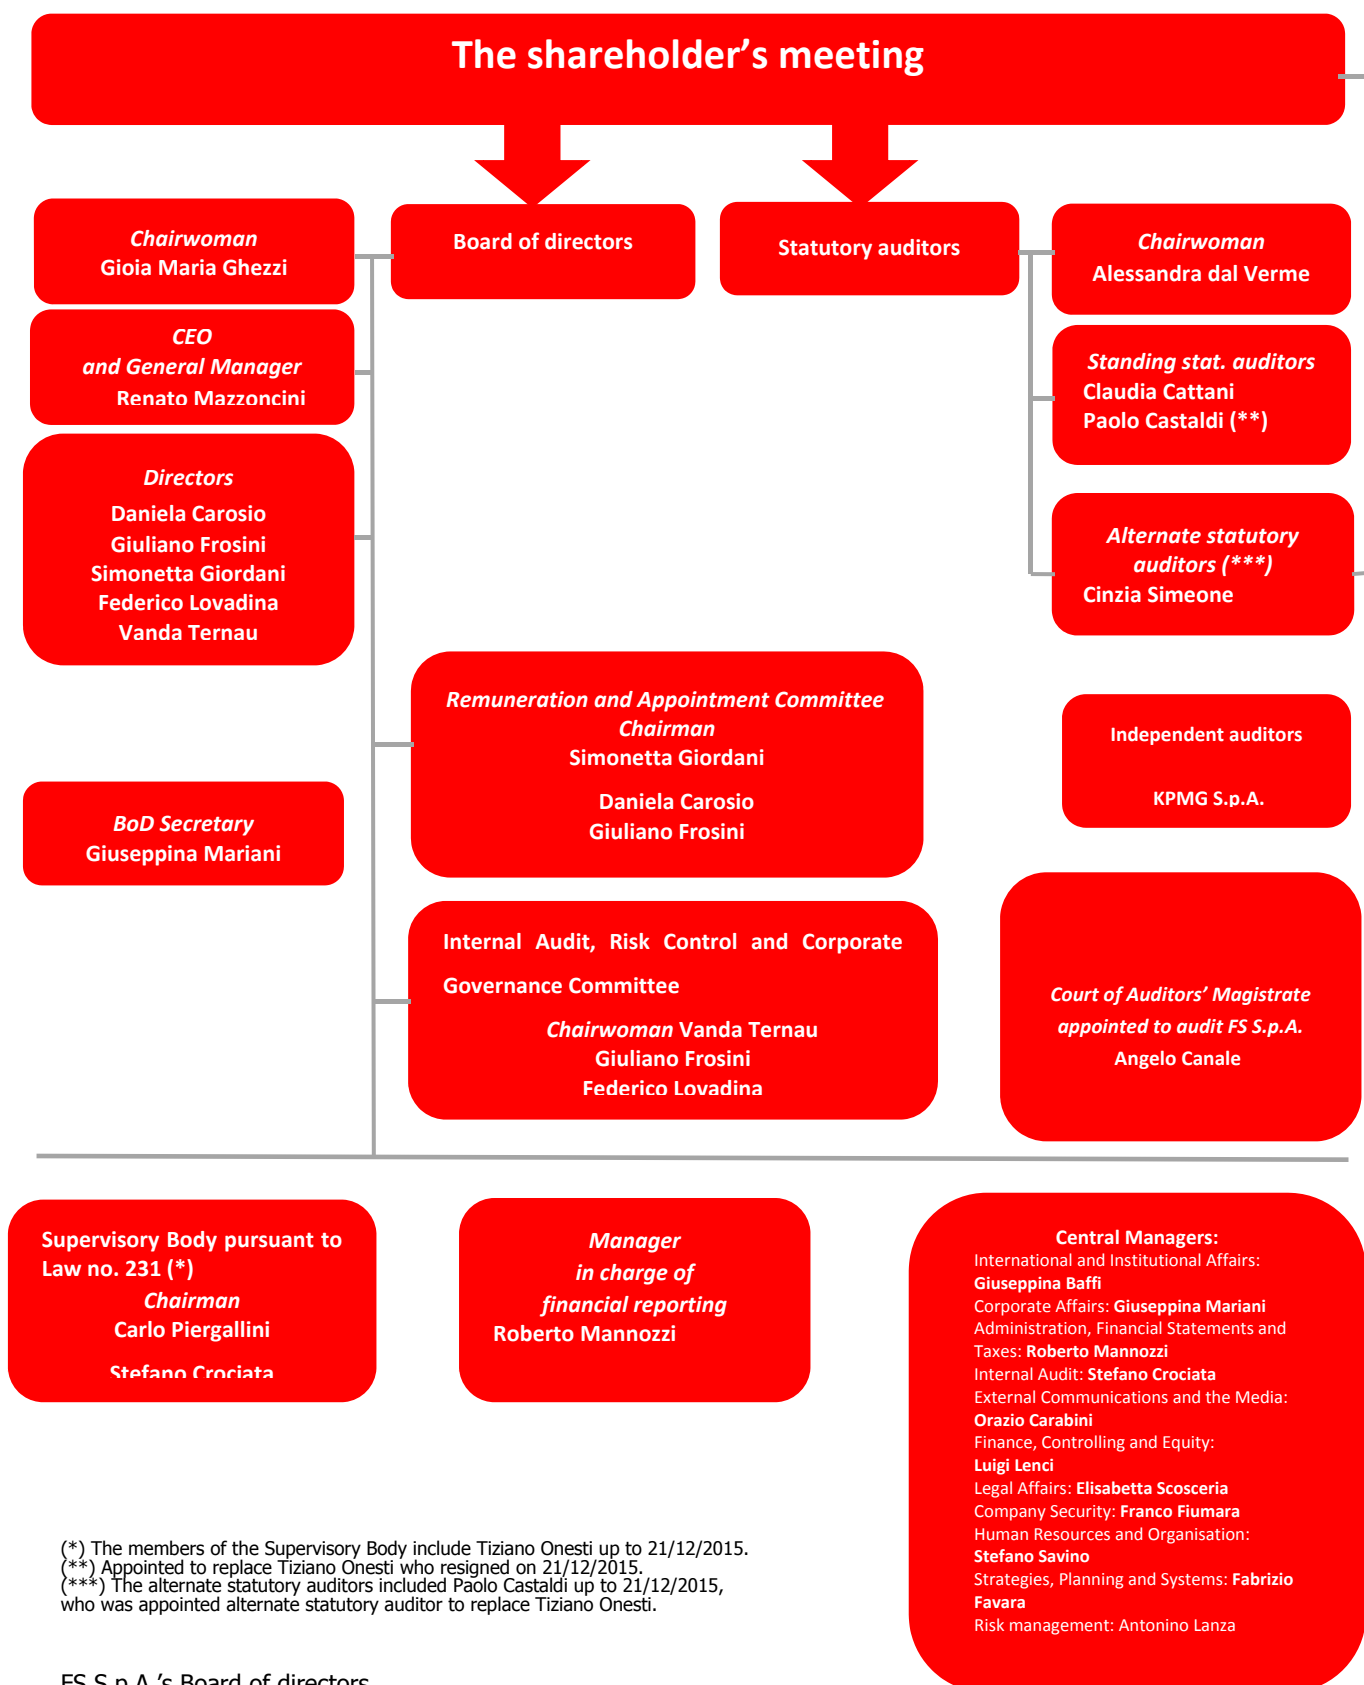 The shareholder’s meeting
Board of directors
Statutory auditors
Chairwoman
Gioia Maria Ghezzi
CEO
and General Manager
Renato Mazzoncini
Directors
Daniela Carosio
Giuliano Frosini
Simonetta Giordani
Federico Lovadina
Vanda Ternau
Chairwoman
Alessandra dal Verme
Standing stat. auditors
Claudia Cattani
Paolo Castaldi (**)
Alternate statutory
auditors (***)
Cinzia Simeone
Remuneration and Appointment Committee
Chairman
Simonetta Giordani
Daniela Carosio
Giuliano Frosini
Independent auditors
KPMG S.p.A.
BoD Secretary
Giuseppina Mariani
Internal Audit, Risk Control and Corporate
Governance Committee
Chairwoman Vanda Ternau
Giuliano Frosini
Federico Lovadina
Court of Auditors’ Magistrate
appointed to audit FS S.p.A.
Angelo Canale
Supervisory Body pursuant to
Law no. 231 (*)
Chairman
Carlo Piergallini
Stefano Crociata
Manager
in charge of
financial reporting
Roberto Mannozzi
Central Managers:
International and Institutional Affairs:
Giuseppina Baffi
Corporate Affairs: Giuseppina Mariani
Administration, Financial Statements and
Taxes: Roberto Mannozzi
Internal Audit: Stefano Crociata
External Communications and the Media:
Orazio Carabini
Finance, Controlling and Equity:
Luigi Lenci
Legal Affairs: Elisabetta Scosceria
Company Security: Franco Fiumara
Human Resources and Organisation:
Stefano Savino
Strategies, Planning and Systems: Fabrizio
Favara
Risk management: Antonino Lanza
(*) The members of the Supervisory Body include Tiziano Onesti up to 21/12/2015.
(**) Appointed to replace Tiziano Onesti who resigned on 21/12/2015.
(***) The alternate statutory auditors included Paolo Castaldi up to 21/12/2015,
who was appointed alternate statutory auditor to replace Tiziano Onesti.
FS S.p.A.’s Board of directors